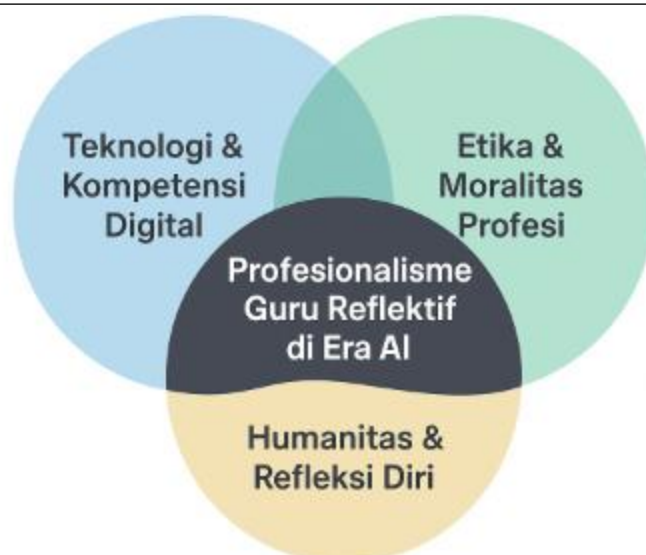 Teknologi &
Kompetensi
Digital
Etika &
Moralitas
Profesi
Profesionalisme
Guru Reflektif
di Era AI
Humanitas &
Refleksi Diri